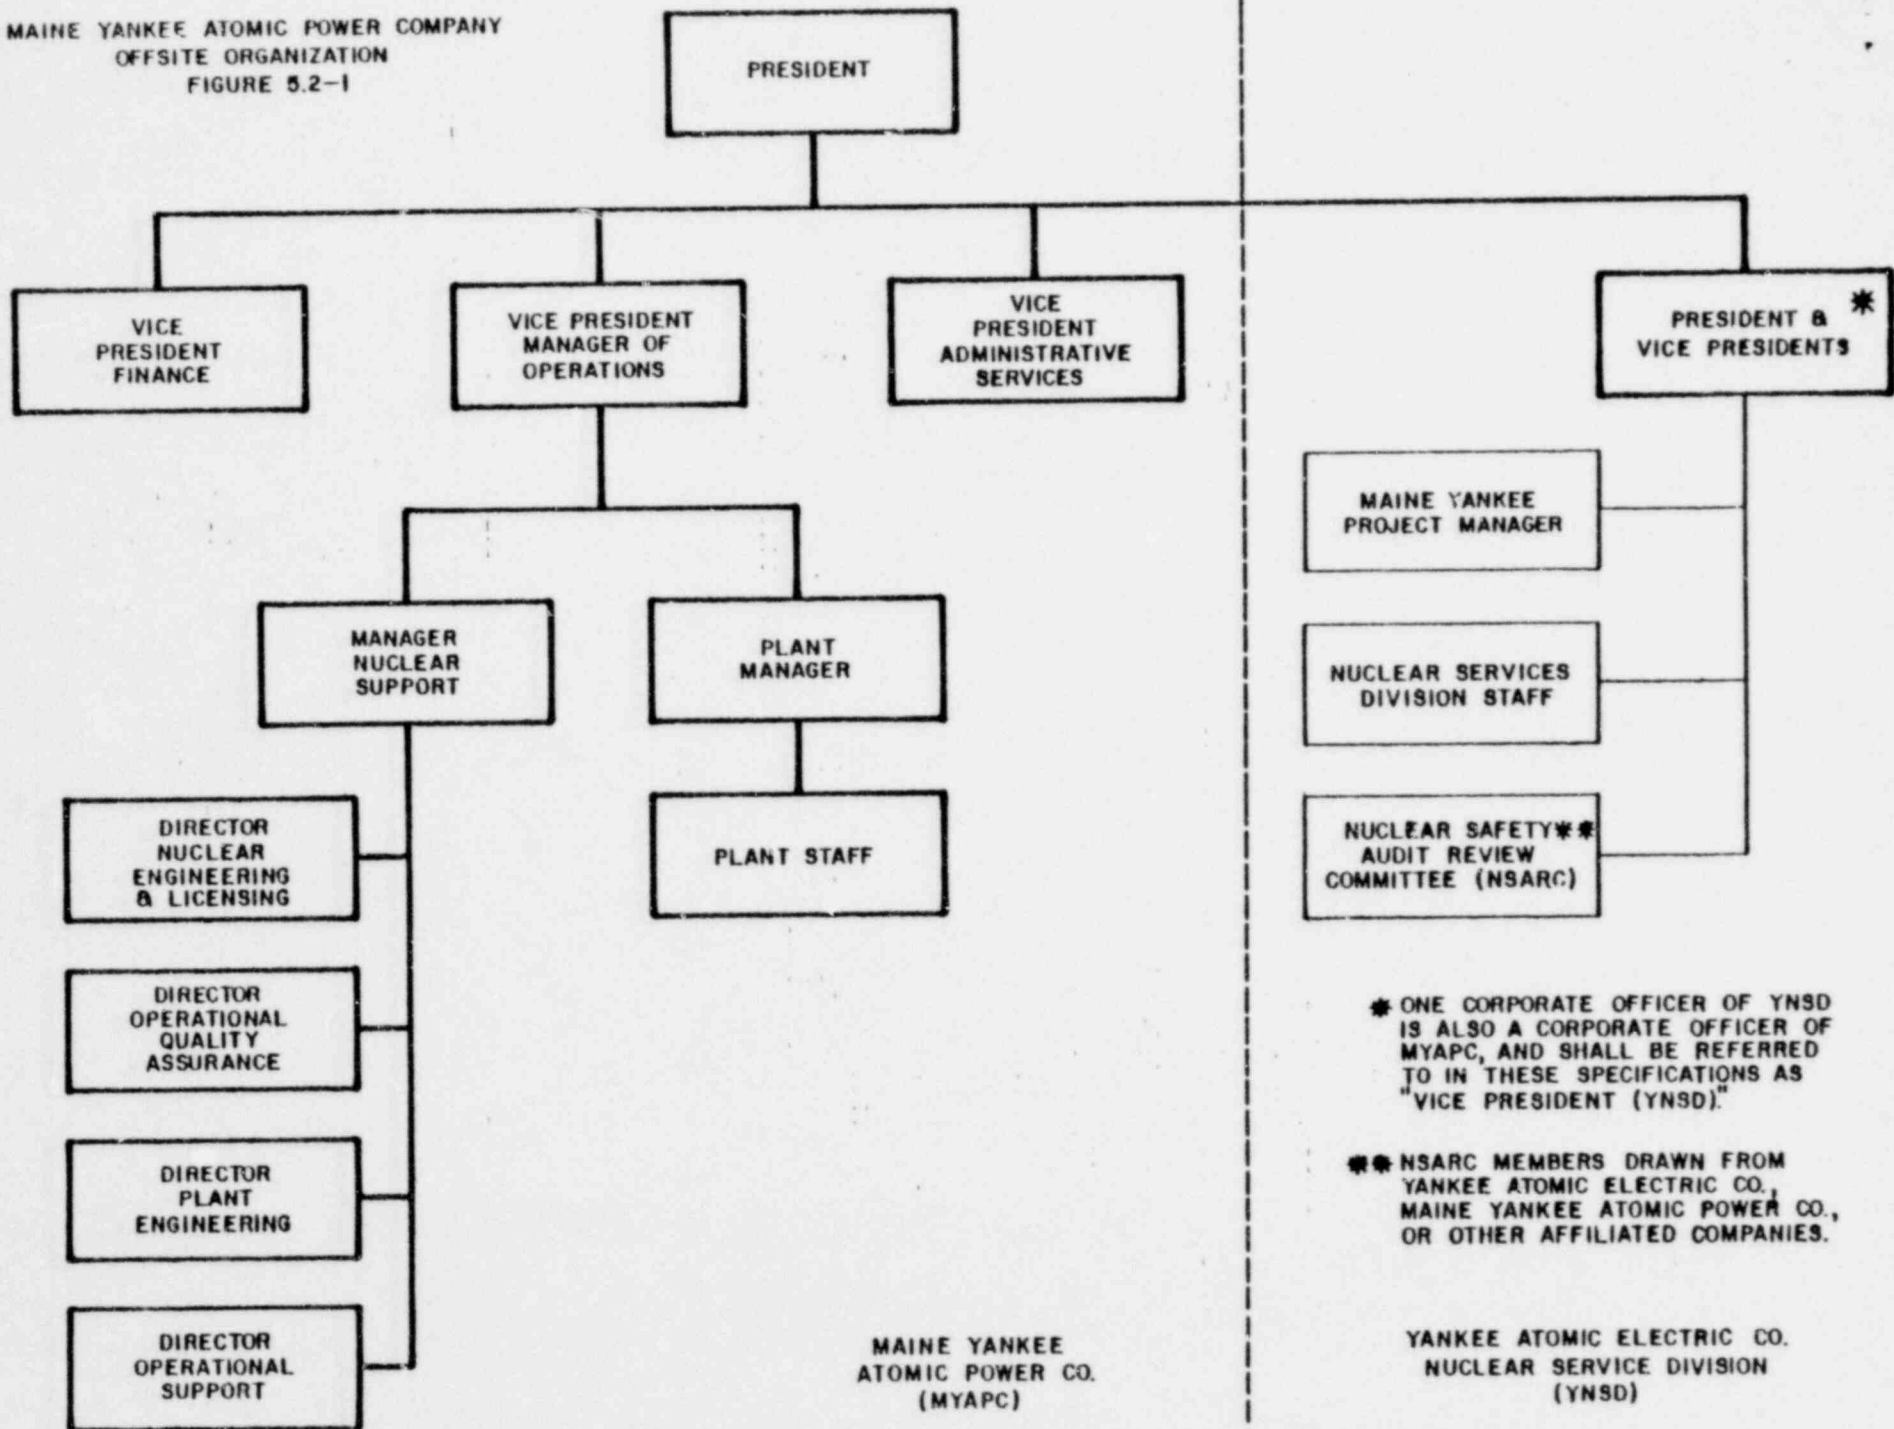 MAINE YANKEE ATOMIC POWER COMPANY
OFFSITE ORGANIZATION
FIGURE 5.2-1
PRESIDENT
VICE
PRESIDENT
FINANCE
VICE PRESIDENT
MANAGER OF
OPERATIONS
VICE
PRESIDENT
ADMINISTRATIVE
SERVICES
PRESIDENT & *
VICE PRESIDENTS
MANAGER
NUCLEAR
SUPPORT
PLANT
MANAGER
PLANT STAFF
DIRECTOR
NUCLEAR
ENGINEERING
& LICENSING
DIRECTOR
OPERATIONAL
QUALITY
ASSURANCE
DIRECTOR
PLANT
ENGINEERING
DIRECTOR
OPERATIONAL
SUPPORT
MAINE YANKEE
PROJECT MANAGER
NUCLEAR SERVICES
DIVISION STAFF
NUCLEAR SAFETY**
AUDIT REVIEW
COMMITTEE (NSARC)
* ONE CORPORATE OFFICER OF YNSD
IS ALSO A CORPORATE OFFICER OF
MYAPC, AND SHALL BE REFERRED
TO IN THESE SPECIFICATIONS AS
"VICE PRESIDENT (YNSD)."
** NSARC MEMBERS DRAWN FROM
YANKEE ATOMIC ELECTRIC CO.,
MAINE YANKEE ATOMIC POWER CO.,
OR OTHER AFFILIATED COMPANIES.
MAINE YANKEE
ATOMIC POWER CO.
(MYAPC)
YANKEE ATOMIC ELECTRIC CO.
NUCLEAR SERVICE DIVISION
(YNSD)